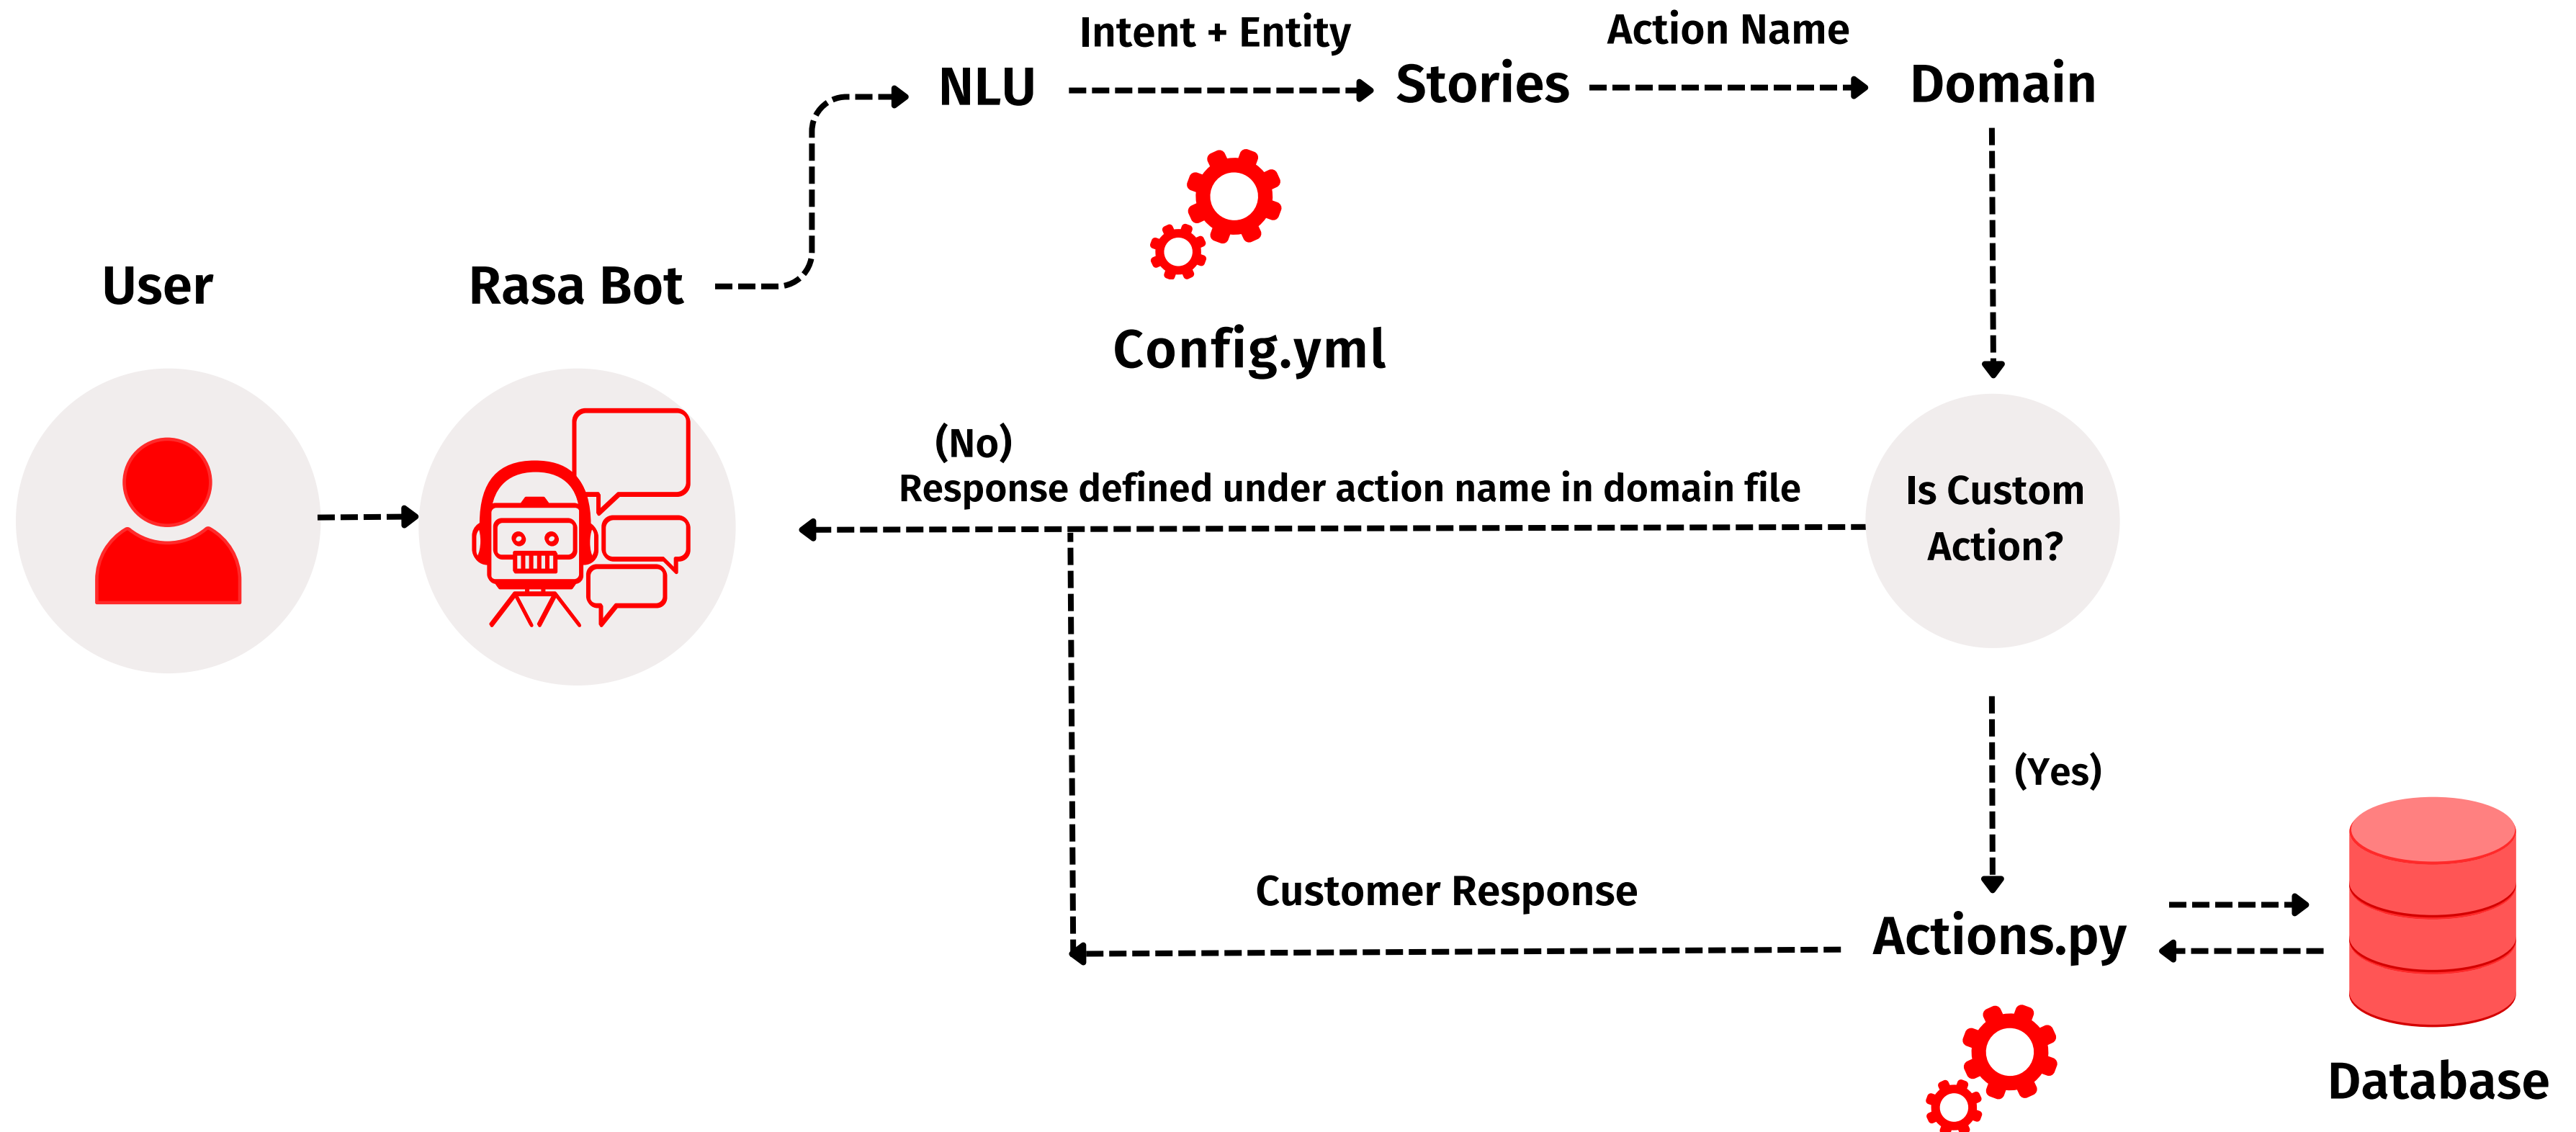 Intent + Entity
Action Name
NLU
Stories
Domain
User
Rasa Bot
Config.yml
(No)
Response defined under action name in domain file
Is Custom
Action?
(Yes)
Customer Response
Actions.py
Database